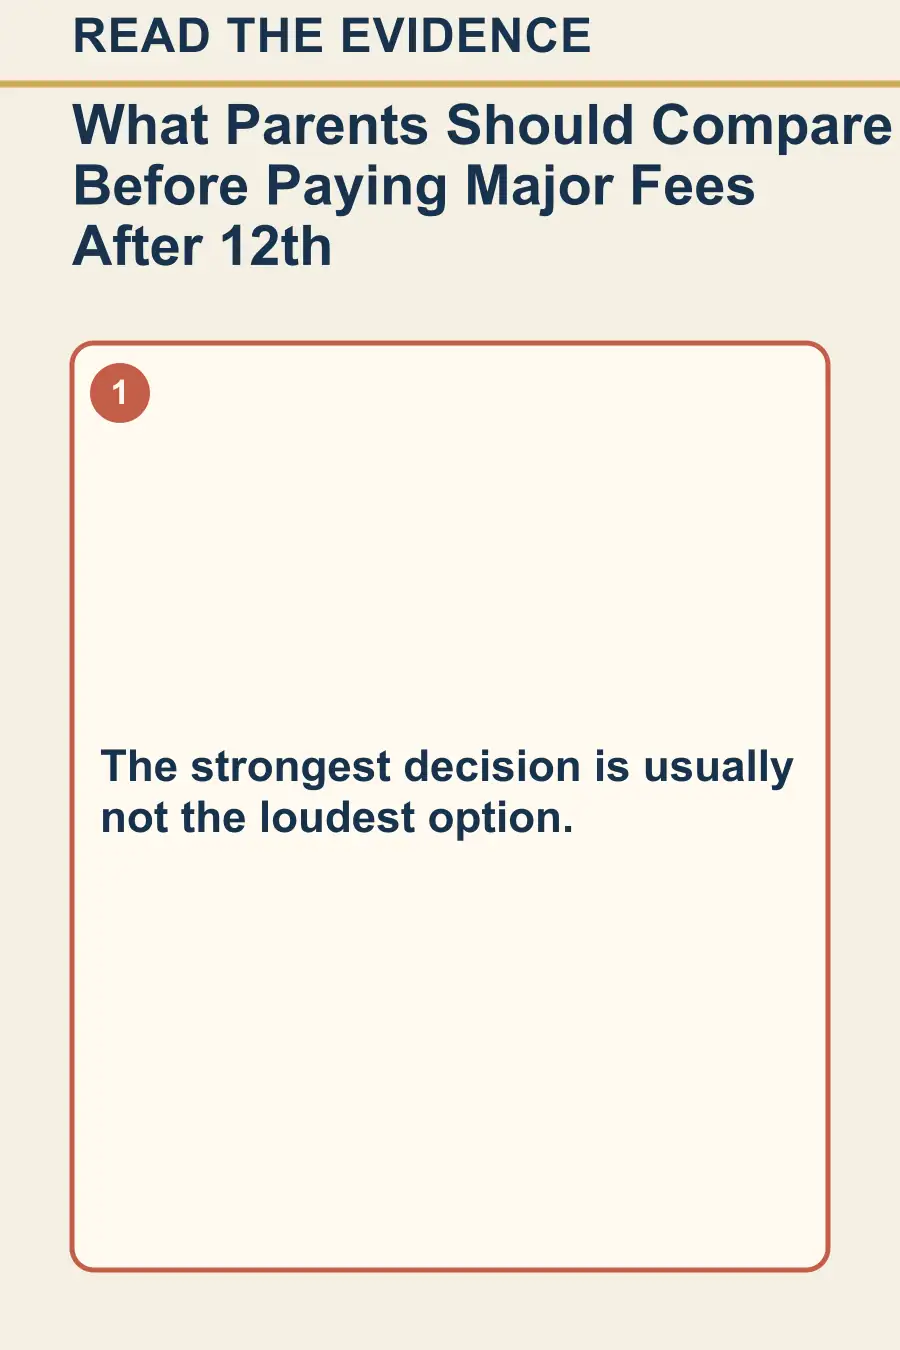 READ THE EVIDENCE
What Parents Should Compare
Before Paying Major Fees
After 12th
1
The strongest decision is usually
not the loudest option.